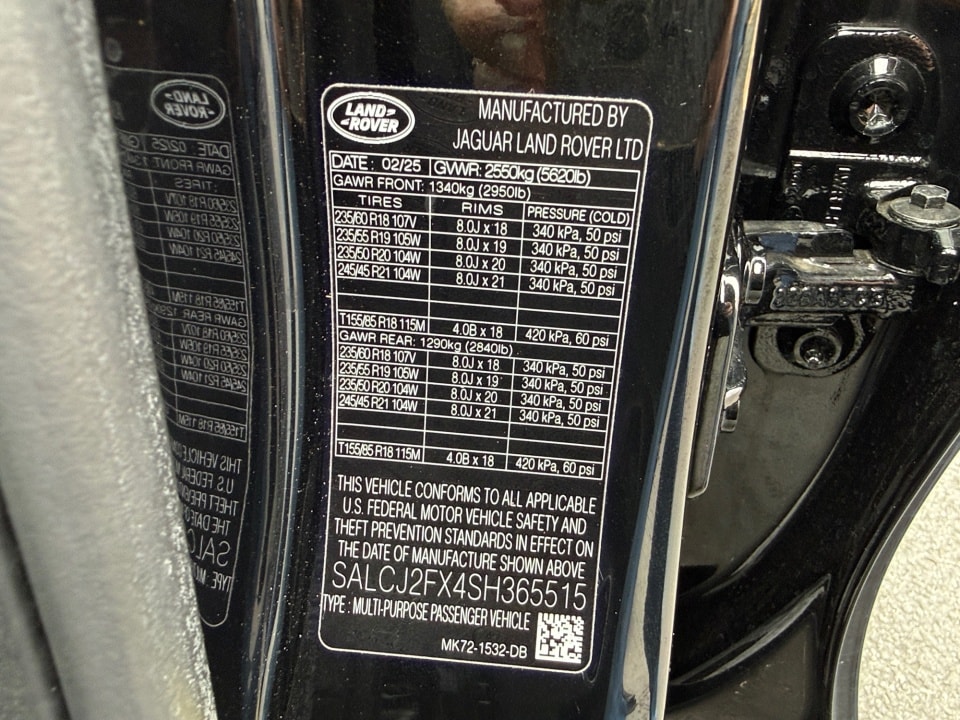 LAND ROVER
MANUFACTURED BY
JAGUAR LAND ROVER LTD
DATE: 02/25 GVWR: 2550kg (5620lb)
GAWR FRONT: 1340kg (2950lb)
TIRES RIMS PRESSURE (COLD)
235/60 R18 107V 8.0J x 18 340 kPa, 50 psi
235/55 R19 105W 8.0J x 19 340 kPa, 50 psi
235/50 R20 104W 8.0J x 20 340 kPa, 50 psi
245/45 R21 104W 8.0J x 21 340 kPa, 50 psi
T155/85 R18 115M 4.0B x 18 420 kPa, 60 psi
GAWR REAR: 1290kg (2840lb)
235/60 R18 107V 8.0J x 18 340 kPa, 50 psi
235/55 R19 105W 8.0J x 19 340 kPa, 50 psi
235/50 R20 104W 8.0J x 20 340 kPa, 50 psi
245/45 R21 104W 8.0J x 21 340 kPa, 50 psi
T155/85 R18 115M 4.0B x 18 420 kPa, 60 psi
THIS VEHICLE CONFORMS TO ALL APPLICABLE
U.S. FEDERAL MOTOR VEHICLE SAFETY AND
THEFT PREVENTION STANDARDS IN EFFECT ON
THE DATE OF MANUFACTURE SHOWN ABOVE
SALCJ2FX4SH365515
TYPE : MULTI-PURPOSE PASSENGER VEHICLE
MK72-1532-DB